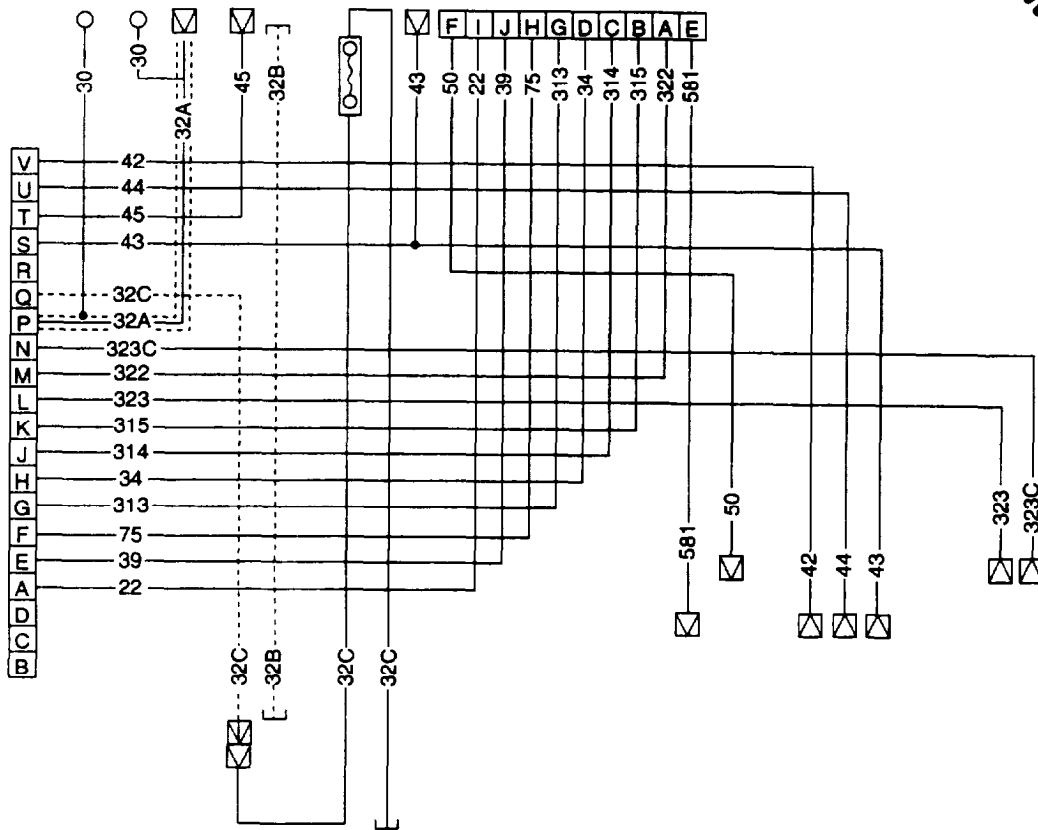 F I J H G D C B A E
30
30
32A
45
32B
43
50
22
39
75
313
34
314
315
322
581
V 42
U 44
T 45
S 43
R
Q 32C
P 32A
N 323C
M 322
L 323
K 315
J 314
H 34
G 313
F 75
E 39
A 22
D
C
B
32C
32B
32C
32C
581
50
42
44
43
323
323C